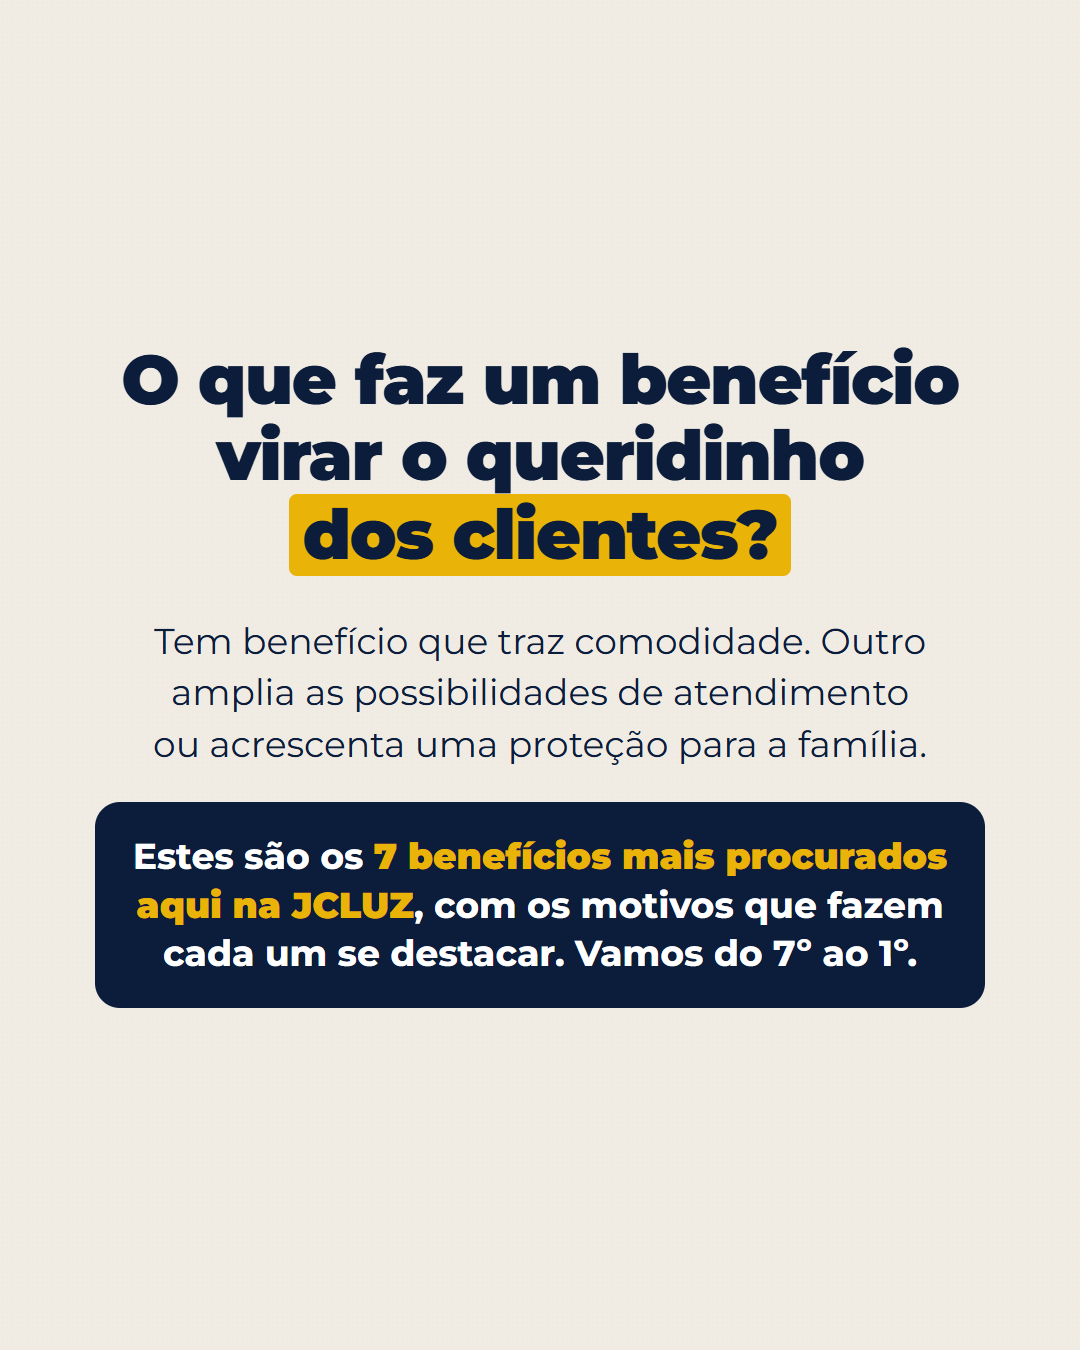 O que faz um benefício
virar o queridinho
dos clientes?
Tem benefício que traz comodidade. Outro
amplia as possibilidades de atendimento
ou acrescenta uma proteção para a família.
Estes são os 7 benefícios mais procurados
aqui na JCLUZ, com os motivos que fazem
cada um se destacar. Vamos do 7º ao 1º.